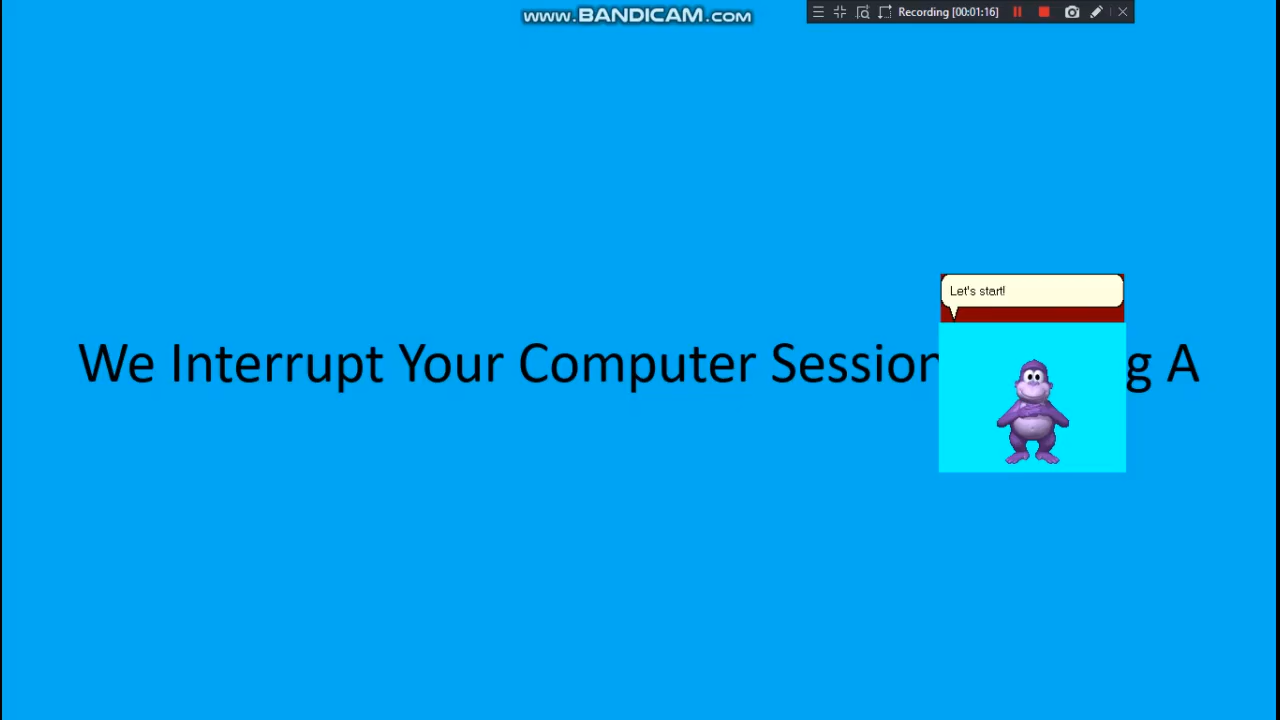 www.BANDICAM.com
Recording [00:01:16]
Let's start!
We Interrupt Your Computer Session g A